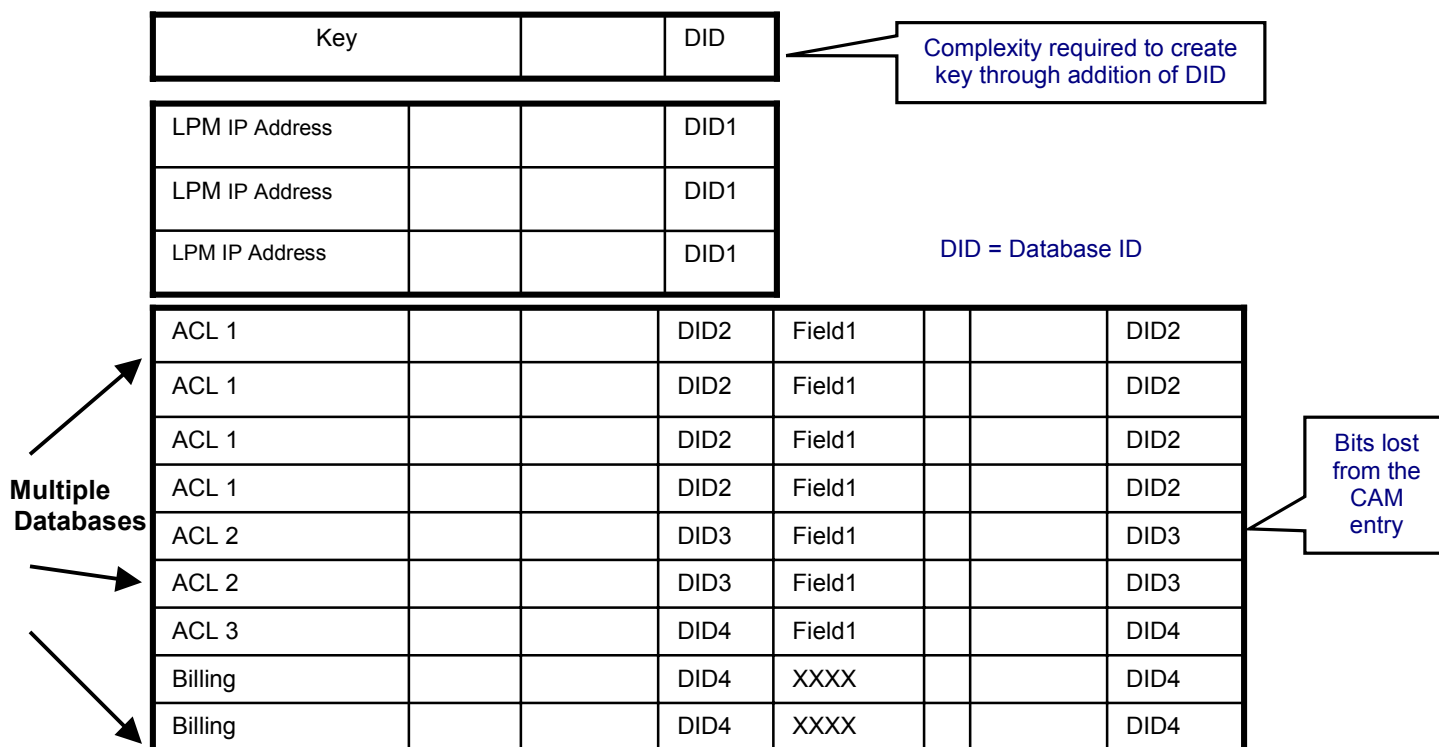 Key DID
Complexity required to create
key through addition of DID
LPM IP Address DID1
LPM IP Address DID1
LPM IP Address DID1
DID = Database ID
ACL 1 DID2 Field1 DID2
ACL 1 DID2 Field1 DID2
ACL 1 DID2 Field1 DID2
ACL 1 DID2 Field1 DID2
ACL 2 DID3 Field1 DID3
ACL 2 DID3 Field1 DID3
ACL 3 DID4 Field1 DID4
Billing DID4 XXXX DID4
Billing DID4 XXXX DID4
Multiple
Databases
Bits lost
from the
CAM
entry